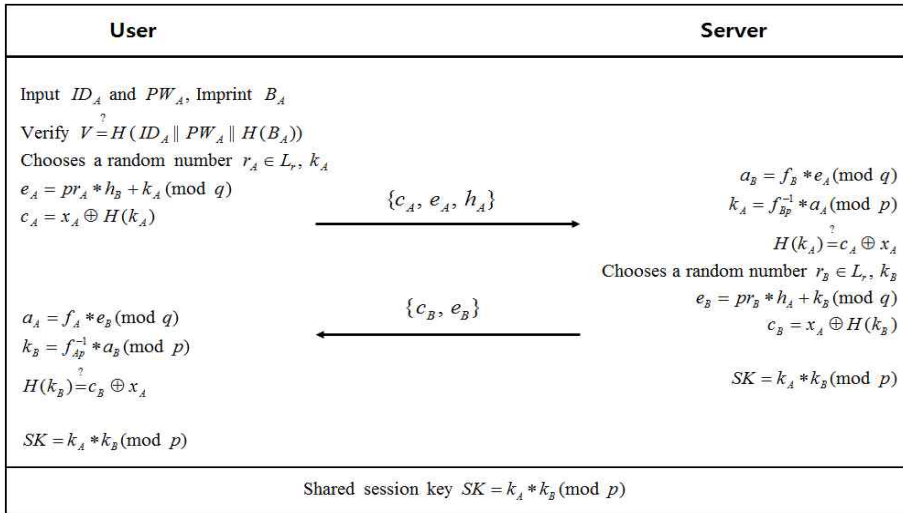 User Server
Input ID_A and PW_A, Imprint B_A
Verify V ≟ H(ID_A || PW_A || H(B_A))
Chooses a random number r_A ∈ L_r, k_A
e_A = pr_A * h_B + k_A (mod q)
c_A = x_A ⊕ H(k_A)
{c_A, e_A, h_A}
a_B = f_B * e_A (mod q)
k_A = f_{Bp}^{-1} * a_A (mod p)
H(k_A) ≟ c_A ⊕ x_A
Chooses a random number r_B ∈ L_r, k_B
e_B = pr_B * h_A + k_B (mod q)
c_B = x_A ⊕ H(k_B)
{c_B, e_B}
SK = k_A * k_B (mod p)
a_A = f_A * e_B (mod q)
k_B = f_{Ap}^{-1} * a_B (mod p)
H(k_B) ≟ c_B ⊕ x_A
SK = k_A * k_B (mod p)
Shared session key SK = k_A * k_B (mod p)